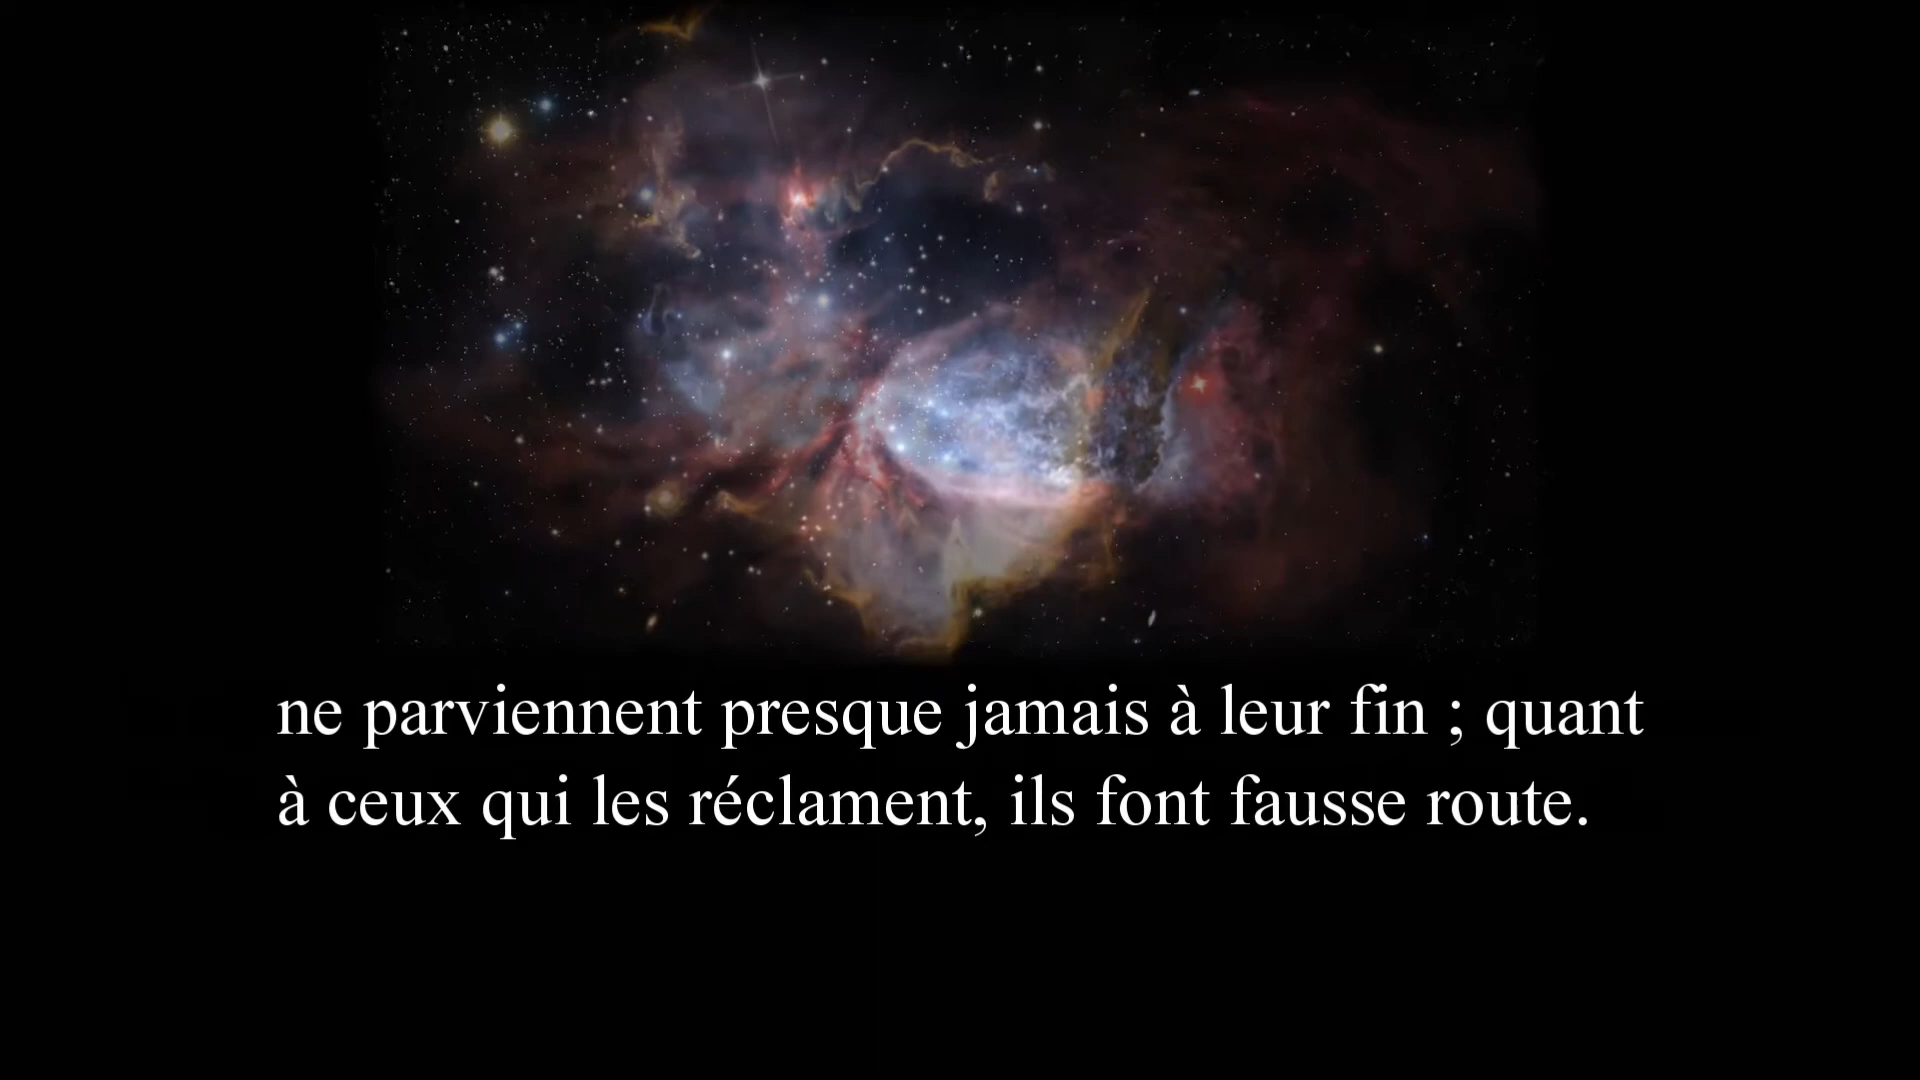 ne parviennent presque jamais à leur fin ; quant
à ceux qui les réclament, ils font fausse route.